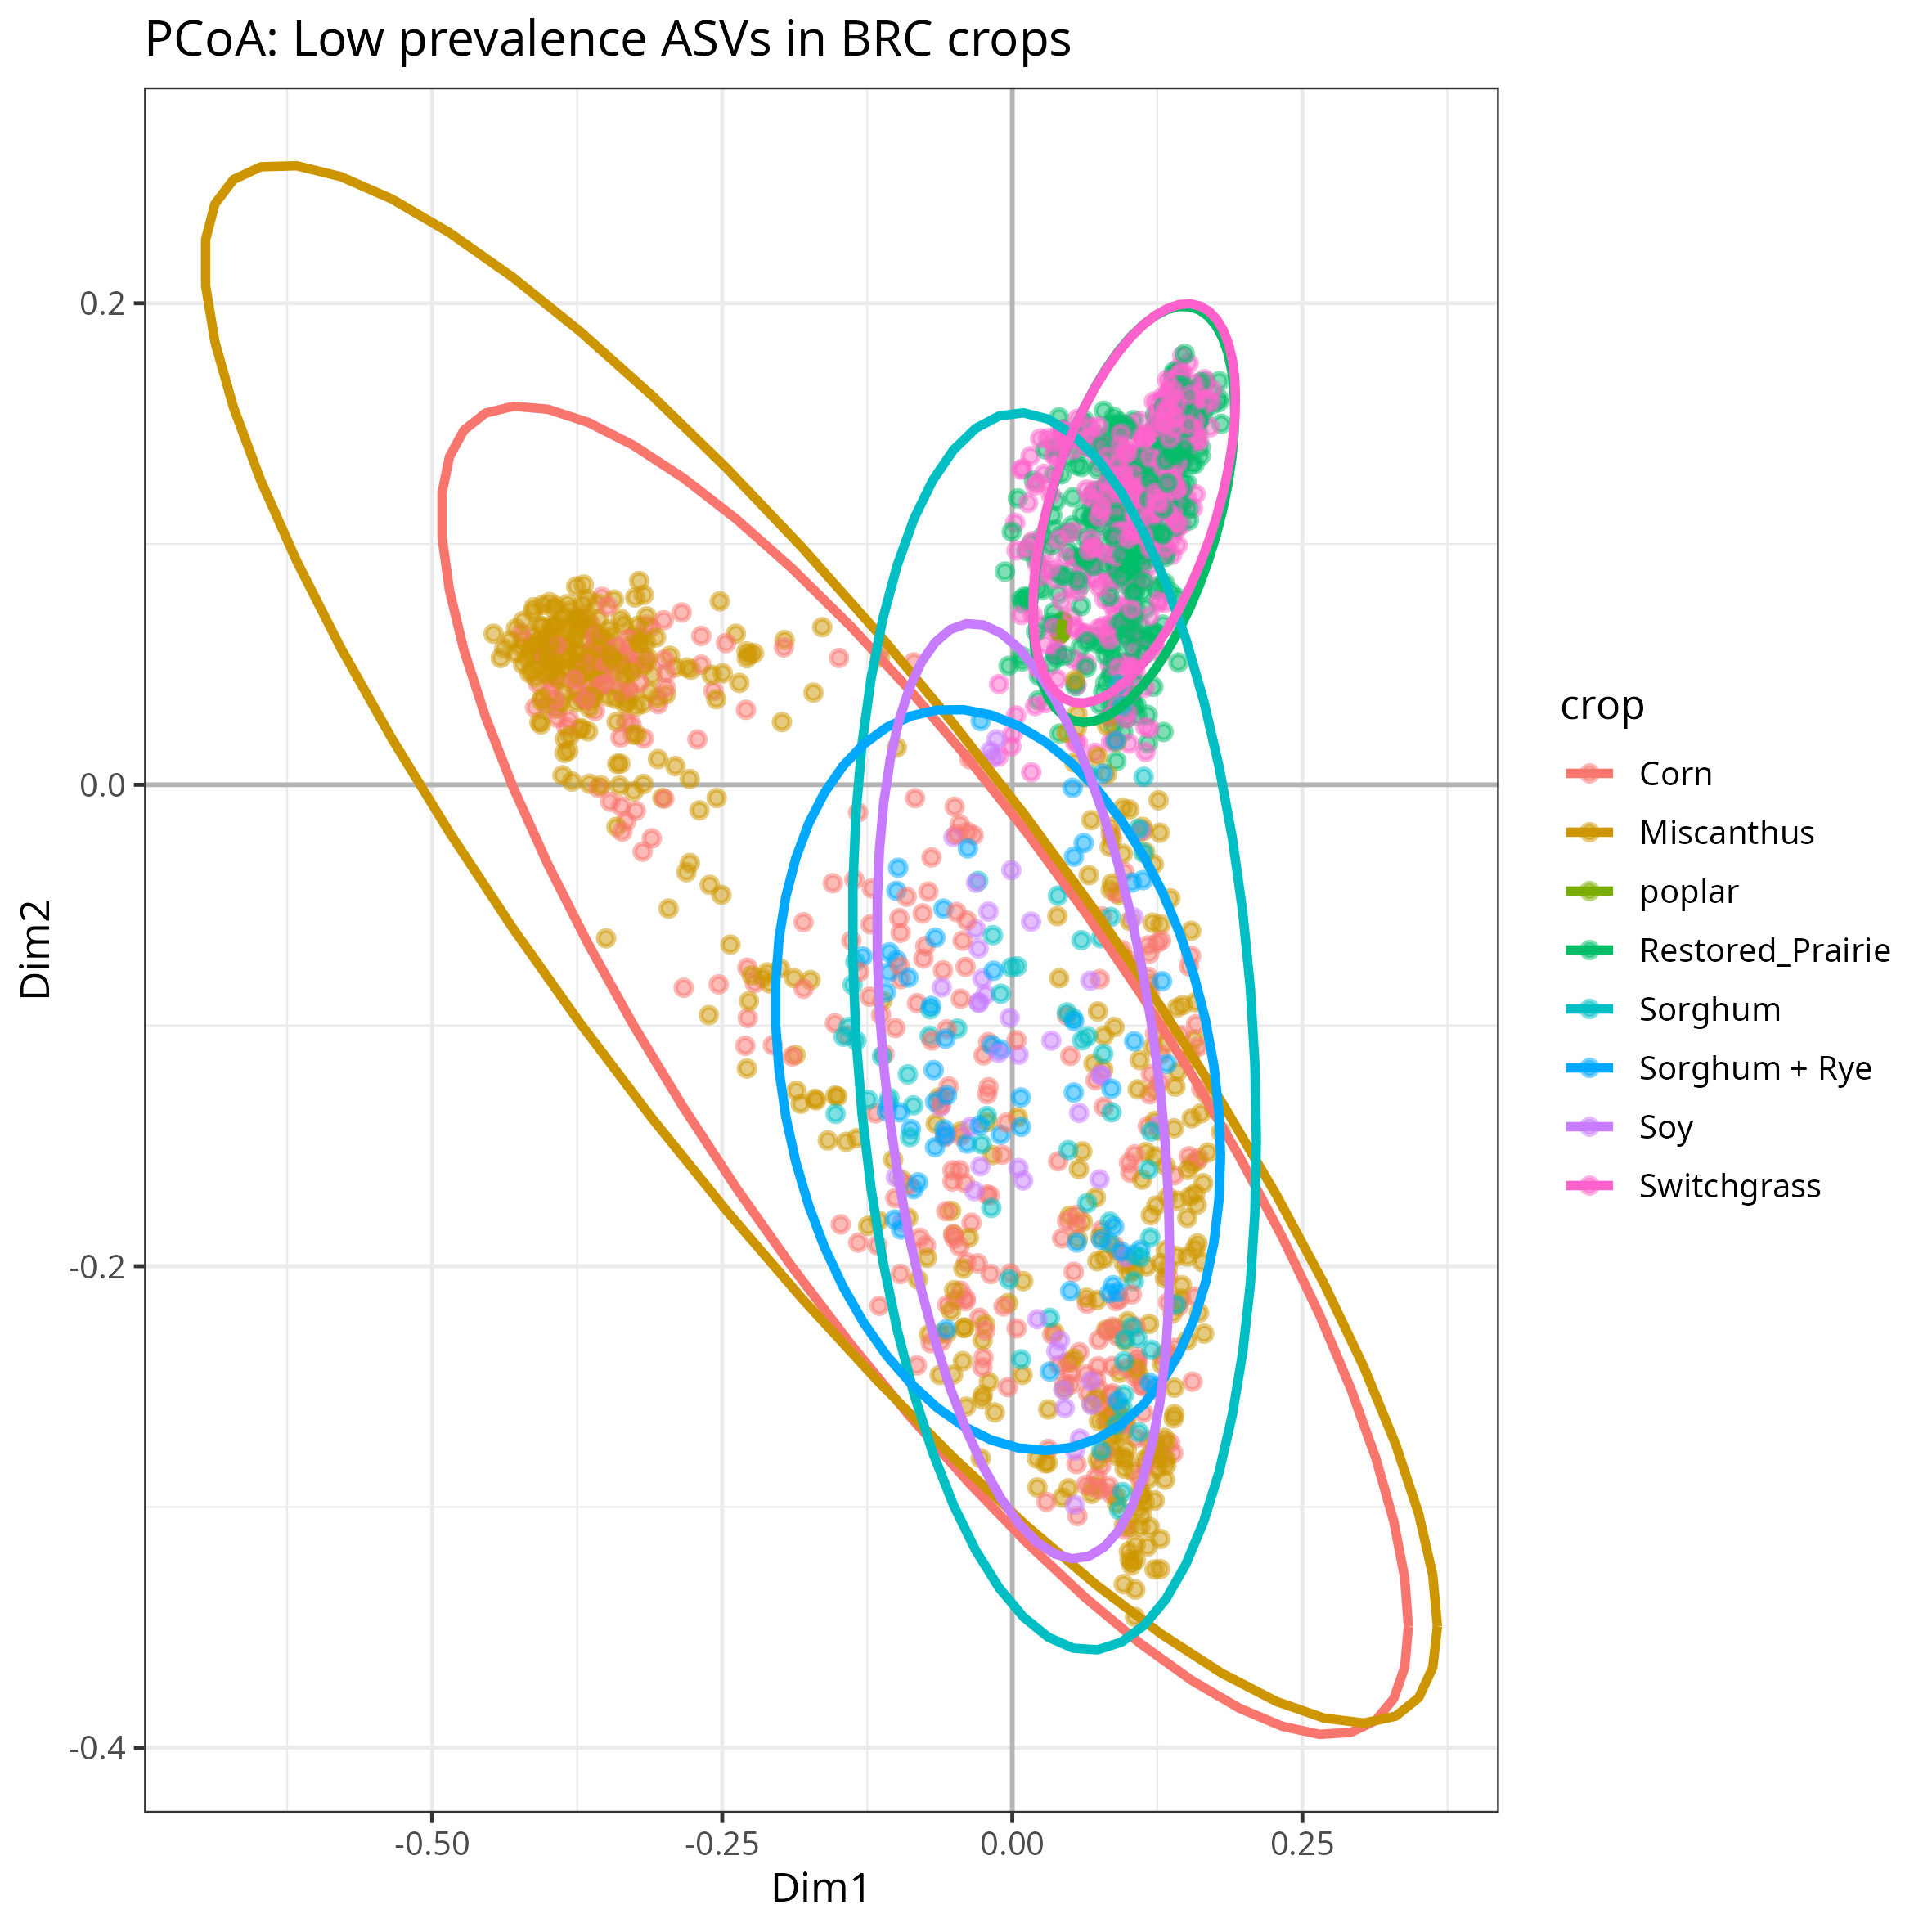 PCoA: Low prevalence ASVs in BRC crops
0.2
0.0
-0.2
-0.4
Dim2
-0.50 -0.25 0.00 0.25
Dim1
crop
Corn
Miscanthus
poplar
Restored_Prairie
Sorghum
Sorghum + Rye
Soy
Switchgrass